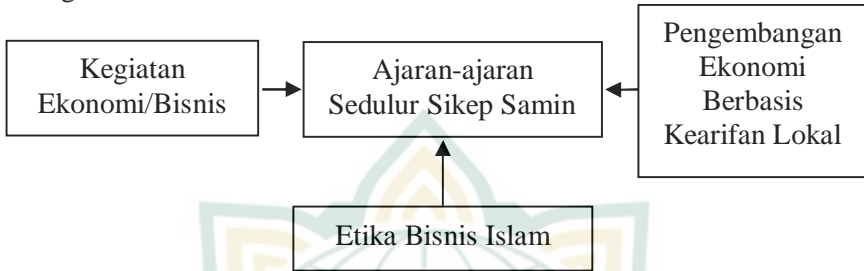 Kegiatan
Ekonomi/Bisnis
Ajaran-ajaran
Sedulur Sikep Samin
Pengembangan
Ekonomi
Berbasis
Kearifan Lokal
Etika Bisnis Islam